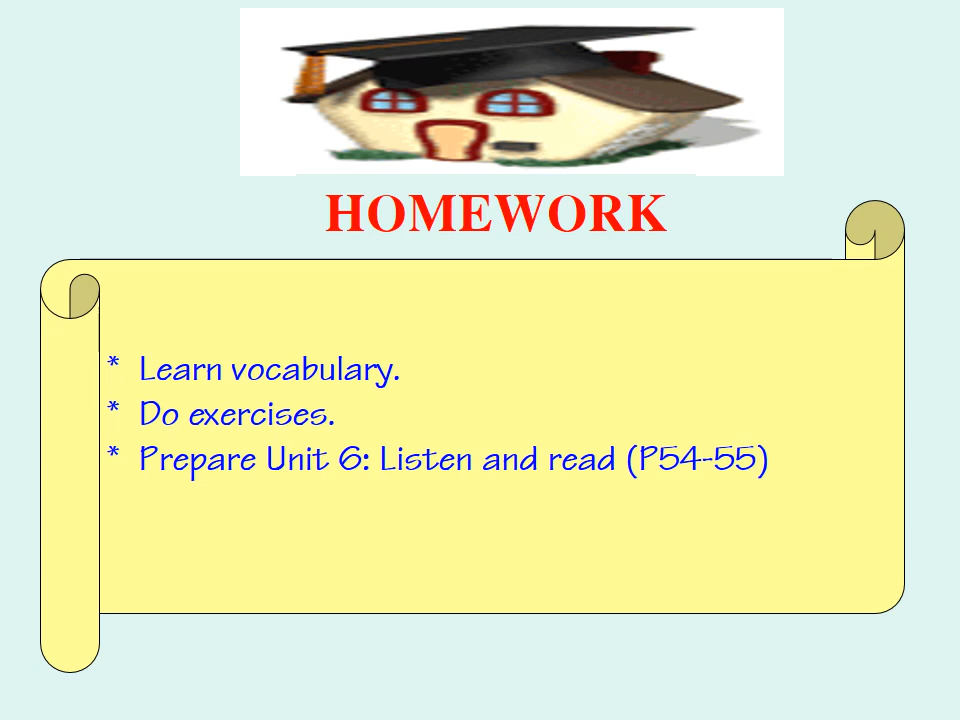 HOMEWORK
* Learn vocabulary.
* Do exercises.
* Prepare Unit 6: Listen and read (P54-55)